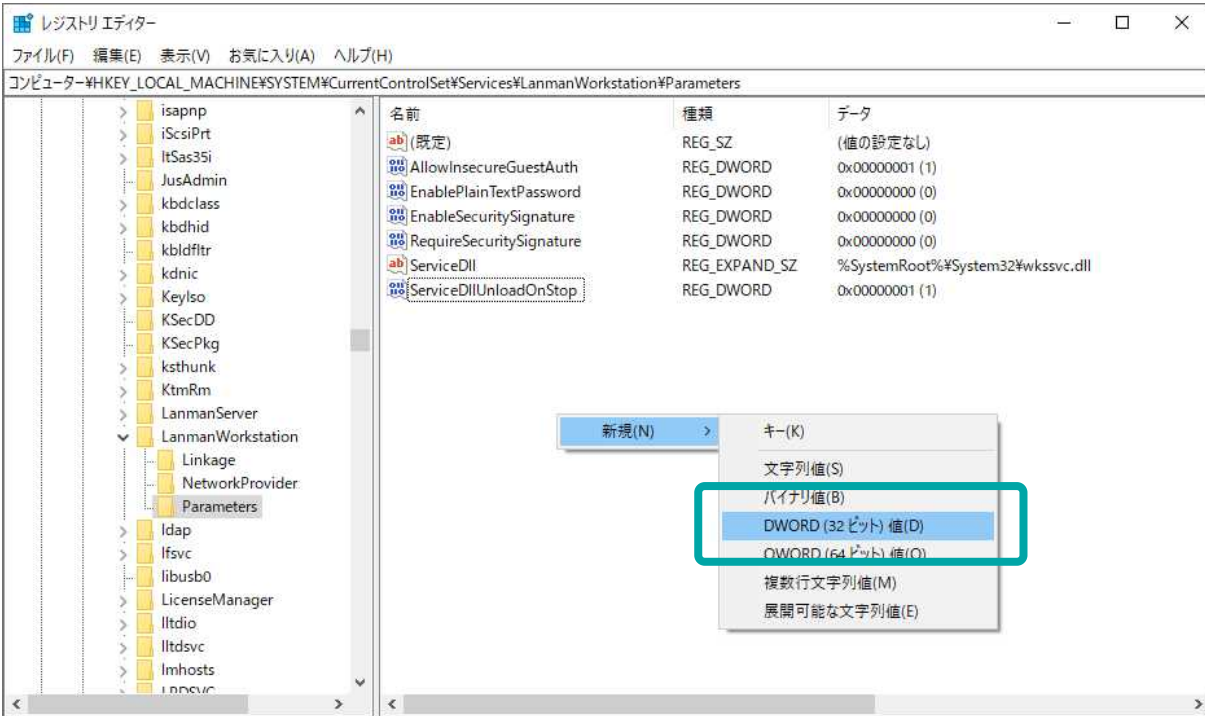 レジストリ エディター
ファイル(F) 編集(E) 表示(V) お気に入り(A) ヘルプ(H)
コンピューター¥HKEY_LOCAL_MACHINE¥SYSTEM¥CurrentControlSet¥Services¥LanmanWorkstation¥Parameters
isapnp
iScsiPrt
ItSas35i
JusAdmin
kbdclass
kbdhid
kbldfltr
kdnic
KeyIso
KSecDD
KSecPkg
ksthunk
KtmRm
LanmanServer
LanmanWorkstation
Linkage
NetworkProvider
Parameters
ldap
lfsvc
libusb0
LicenseManager
lltdio
lltdsvc
lmhosts
名前 種類 データ
ab (既定) REG_SZ (値の設定なし)
AllowInsecureGuestAuth REG_DWORD 0x00000001 (1)
EnablePlainTextPassword REG_DWORD 0x00000000 (0)
EnableSecuritySignature REG_DWORD 0x00000000 (0)
RequireSecuritySignature REG_DWORD 0x00000000 (0)
ab ServiceDll REG_EXPAND_SZ %SystemRoot%¥System32¥wkssvc.dll
ServiceDllUnloadOnStop REG_DWORD 0x00000001 (1)
新規(N)
キー(K)
文字列値(S)
バイナリ値(B)
DWORD (32 ビット) 値(D)
QWORD (64 ビット) 値(Q)
複数行文字列値(M)
展開可能な文字列値(E)